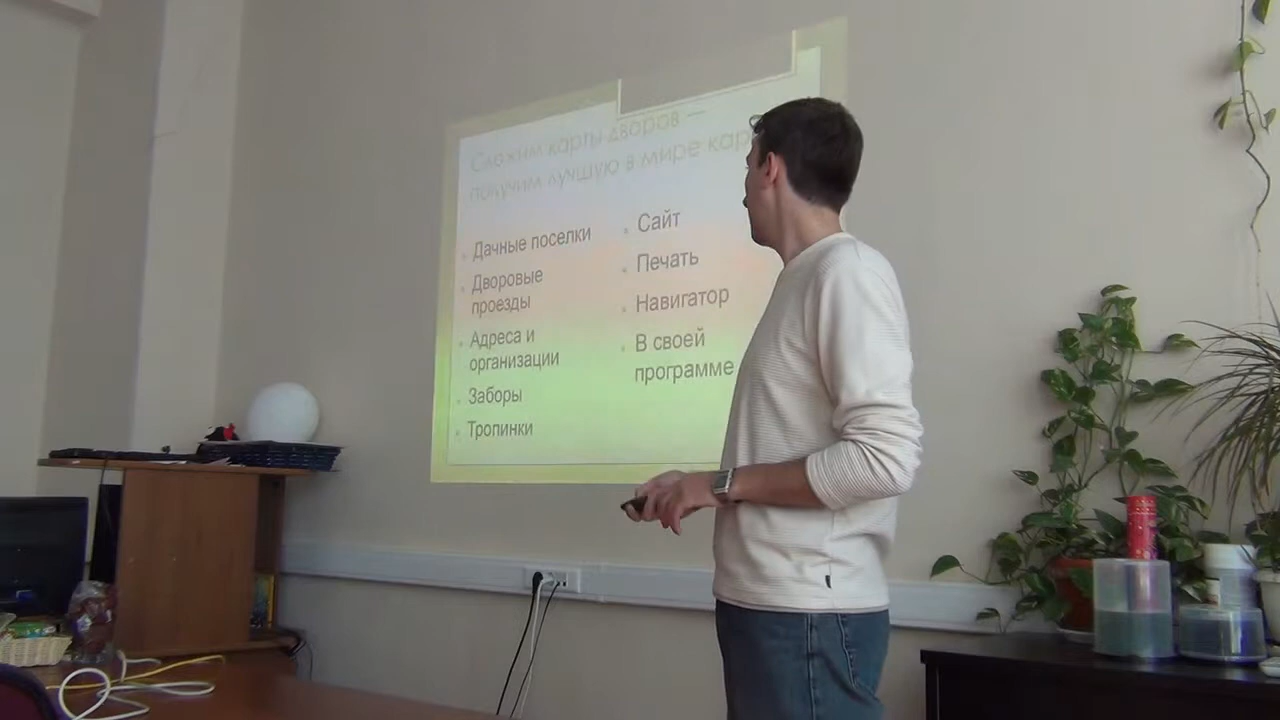 Сложим карты дворов —
получим лучшую в мире
Дачные поселки
Дворовые
проезды
Адреса и
организации
Заборы
Тропинки
Сайт
Печать
Навигатор
В своей
программе